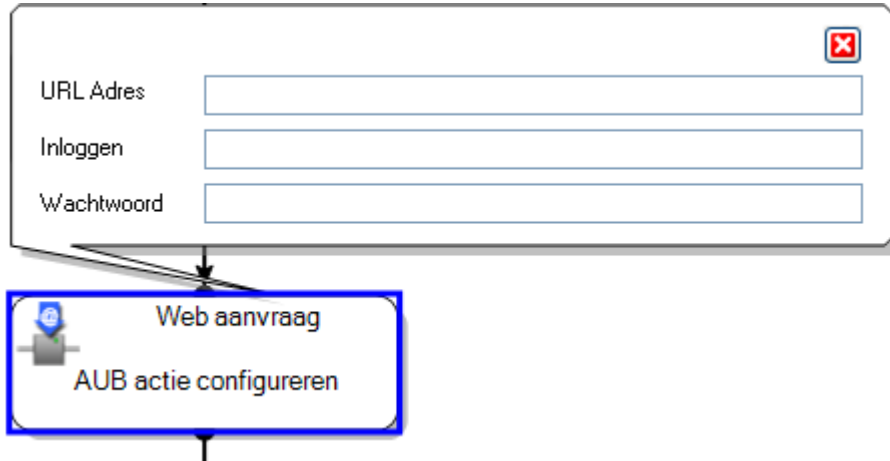 URL Adres
Inloggen
Wachtwoord
Web aanvraag
AUB actie configureren